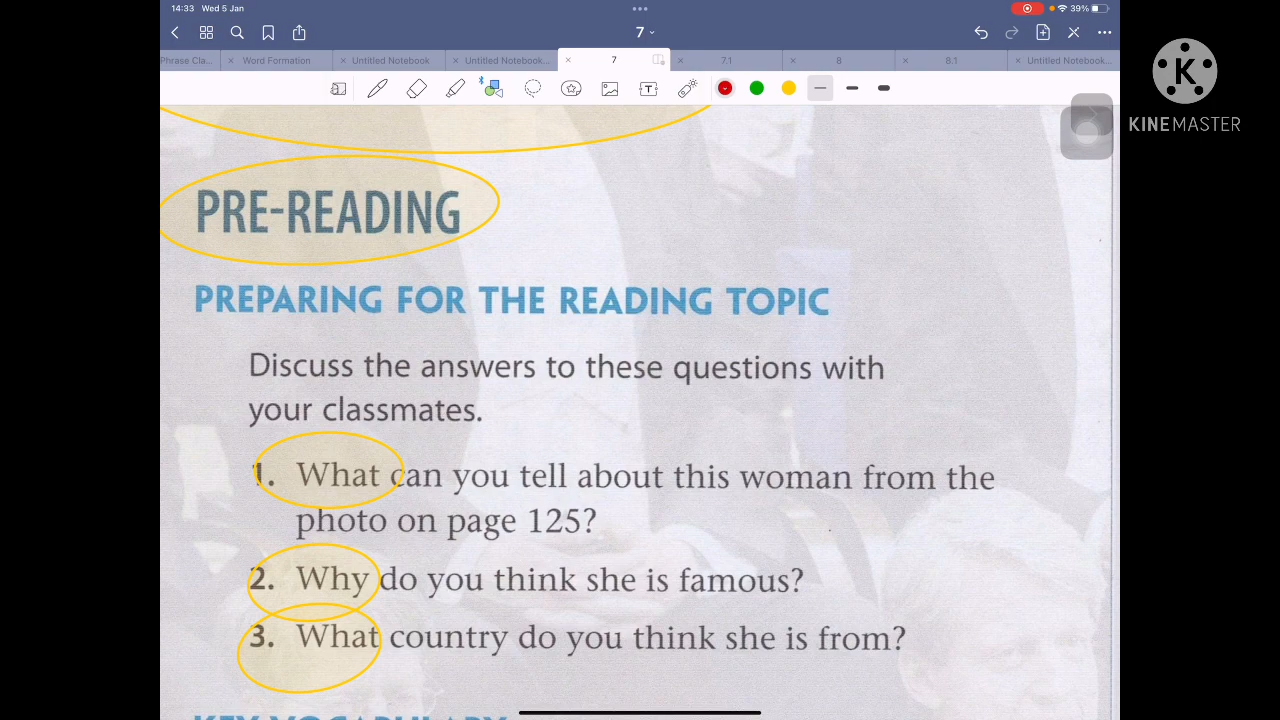 14:33 Wed 5 Jan
39%
7
Phrase Cla...
Word Formation
Untitled Notebook
Untitled Notebook...
7
7.1
8
8.1
Untitled Notebook...
T
K
KINEMASTER
PRE-READING
PREPARING FOR THE READING TOPIC
Discuss the answers to these questions with
your classmates.
1. What can you tell about this woman from the
photo on page 125?
2. Why do you think she is famous?
3. What country do you think she is from?
KEY VOCABULARY